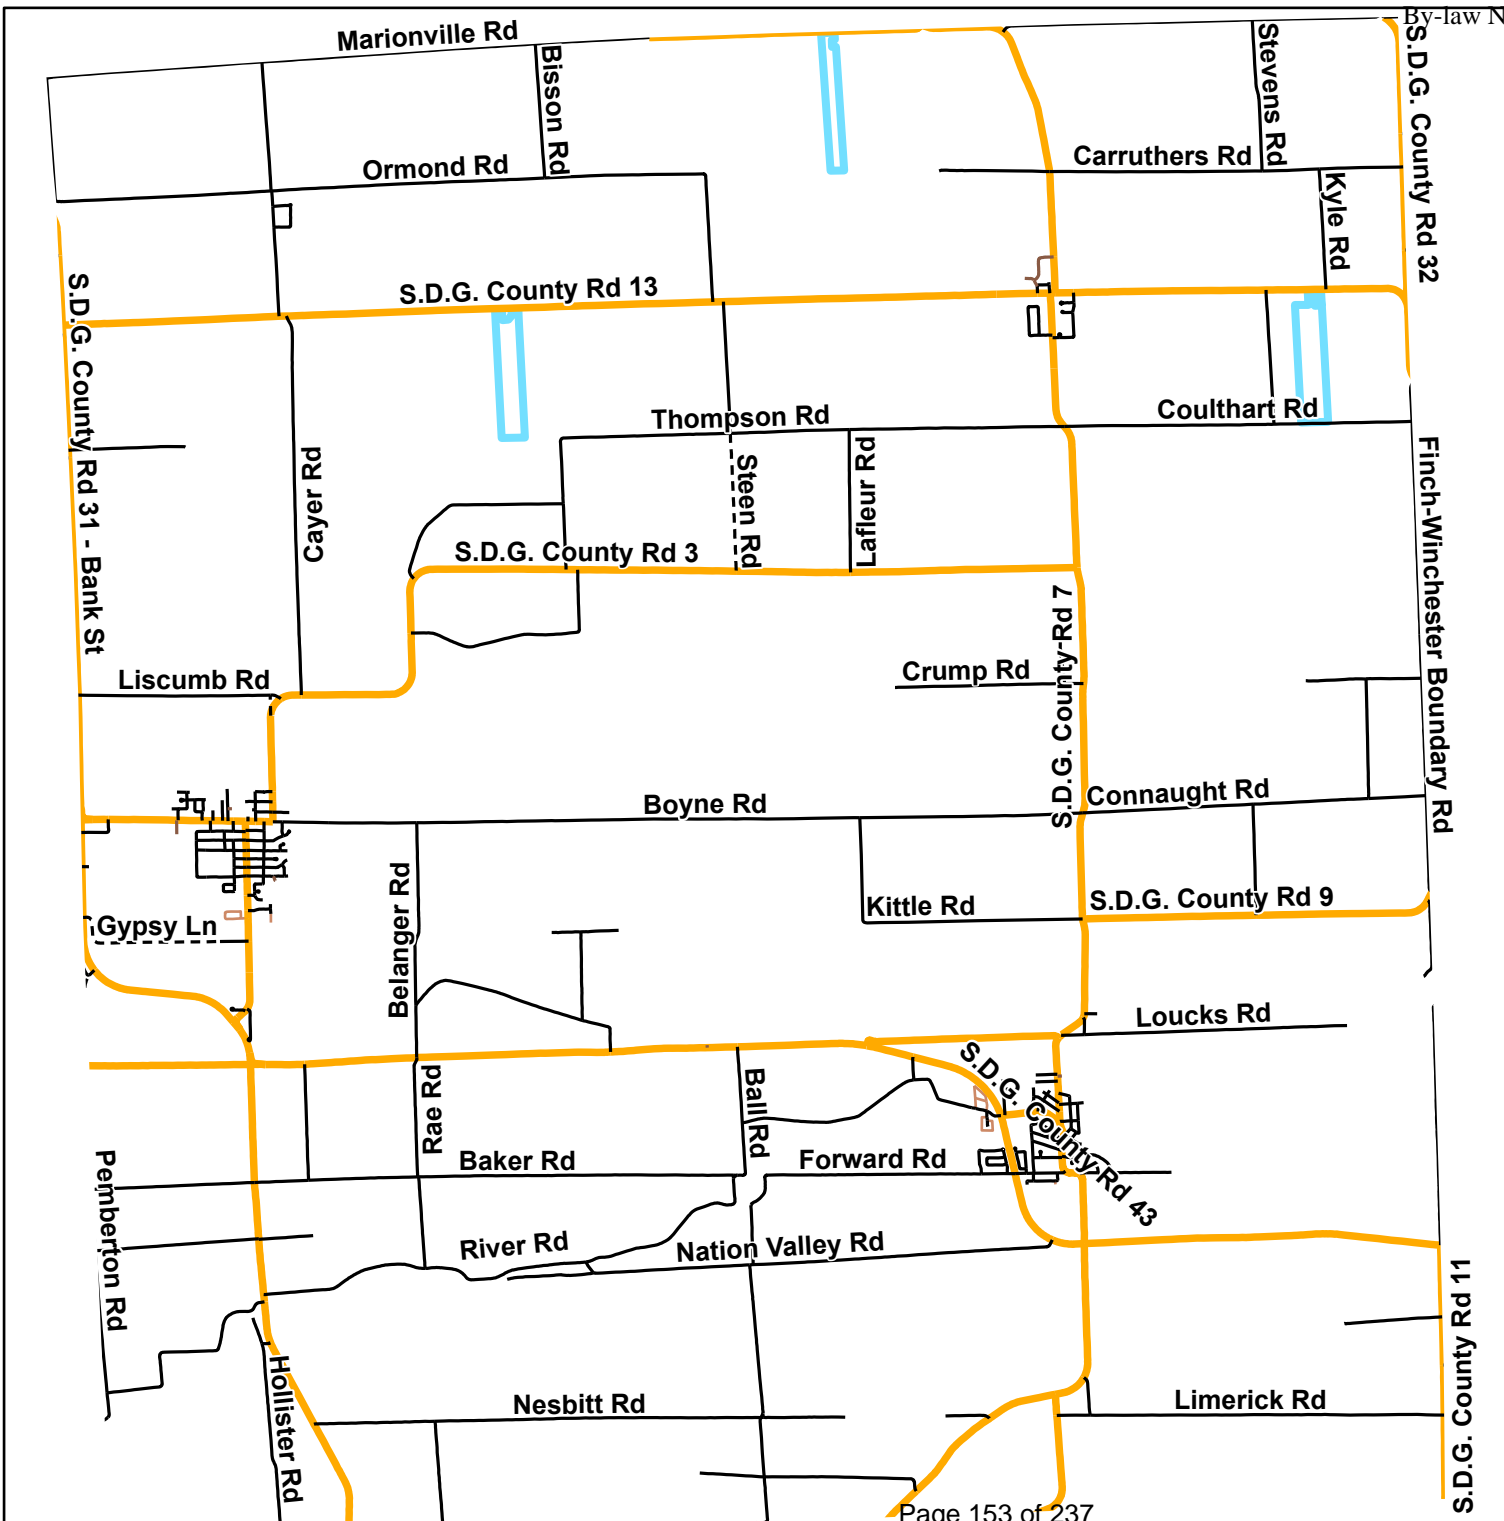 By-law N
Marionville Rd
Bisson Rd
Stevens Rd
S.D.G. County Rd 32
Ormond Rd
Carruthers Rd
Kyle Rd
S.D.G. County Rd 13
S.D.G. County Rd 31 - Bank St
Thompson Rd
Coulthart Rd
Cayer Rd
Steen Rd
Lafleur Rd
Finch-Winchester Boundary Rd
S.D.G. County Rd 3
S.D.G. County Rd 7
Liscumb Rd
Crump Rd
Boyne Rd
Connaught Rd
Belanger Rd
Kittle Rd
S.D.G. County Rd 9
Gypsy Ln
Loucks Rd
S.D.G. County Rd 43
Rae Rd
Ball Rd
Baker Rd
Forward Rd
Pemberton Rd
River Rd
Nation Valley Rd
S.D.G. County Rd 11
Hollister Rd
Nesbitt Rd
Limerick Rd
Page 153 of 237